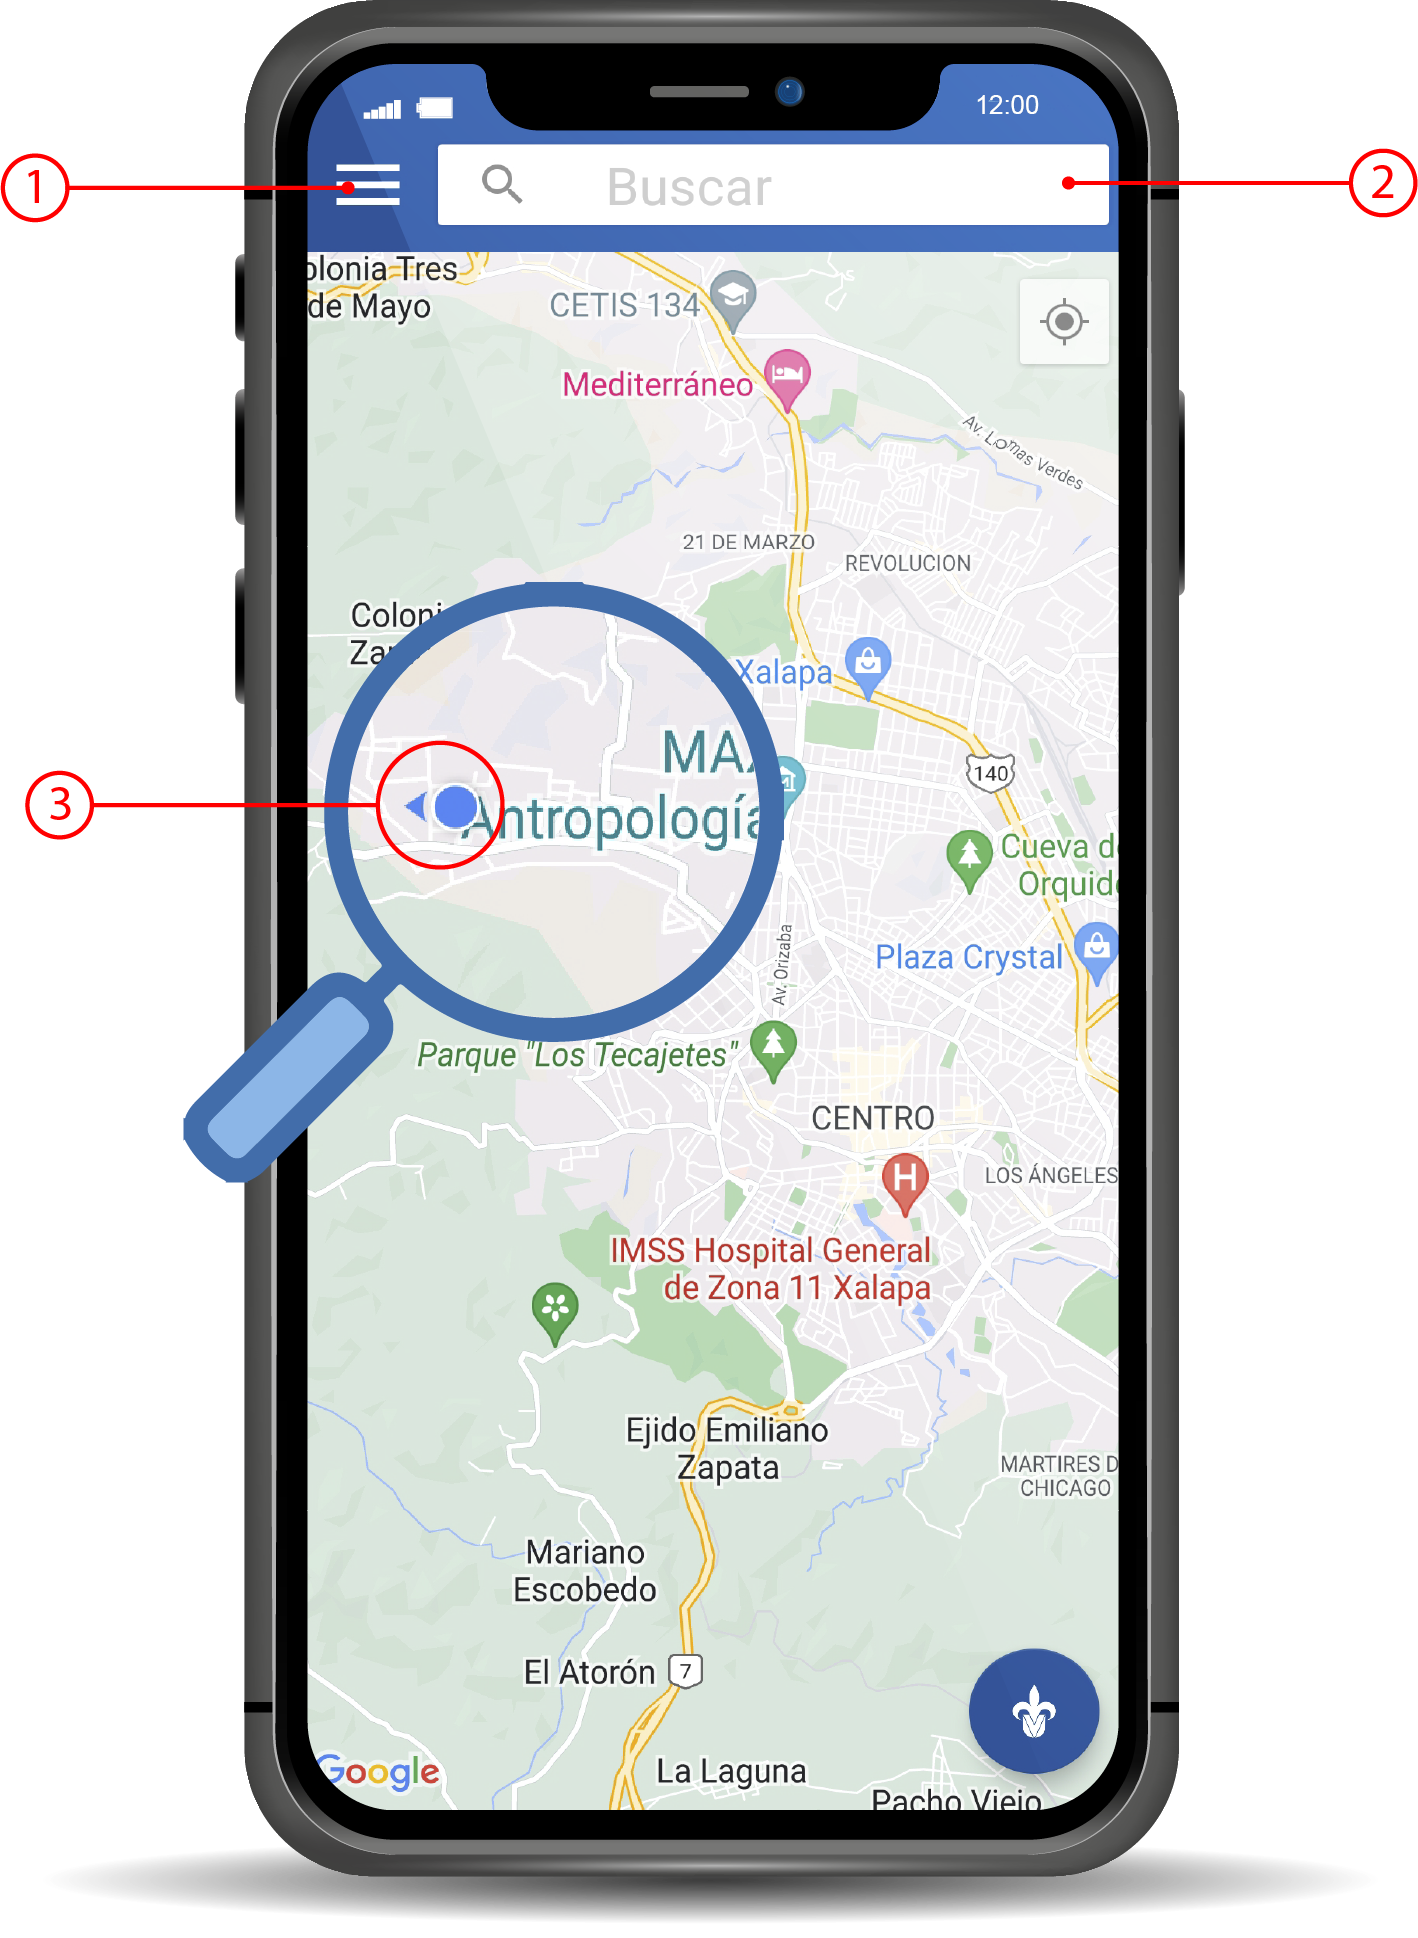 12:00
1
Buscar
2
olonia Tres
de Mayo
CETIS 134
Mediterráneo
Av. Lomas Verdes
21 DE MARZO
REVOLUCION
Coloni
Za
Xalapa
MAX
Antropología
140
3
Cueva de
Orquide
Av. Orizaba
Plaza Crystal
Parque "Los Tecajetes"
CENTRO
H
LOS ÁNGELES
IMSS Hospital General
de Zona 11 Xalapa
Ejido Emiliano
Zapata
MARTIRES D
CHICAGO
Mariano
Escobedo
El Atorón
7
La Laguna
Google
Pacho Viejo